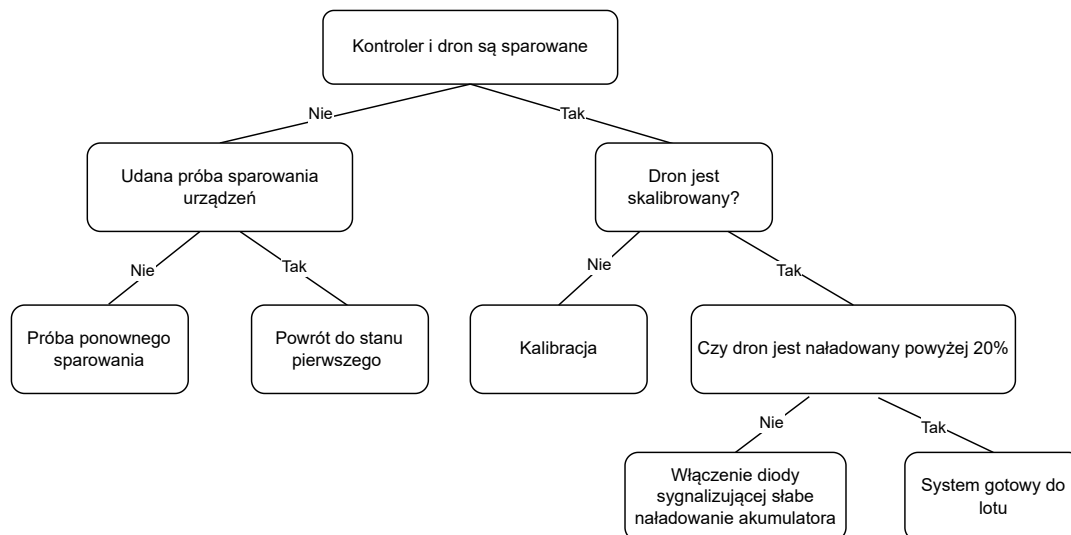 Kontroler i dron są sparowane
Nie
Tak
Udana próba sparowania
urządzeń
Dron jest
skalibrowany?
Nie
Tak
Nie
Tak
Próba ponownego
sparowania
Powrót do stanu
pierwszego
Kalibracja
Czy dron jest naładowany powyżej 20%
Nie
Tak
Włączenie diody
sygnalizującej słabe
naładowanie akumulatora
System gotowy do
lotu